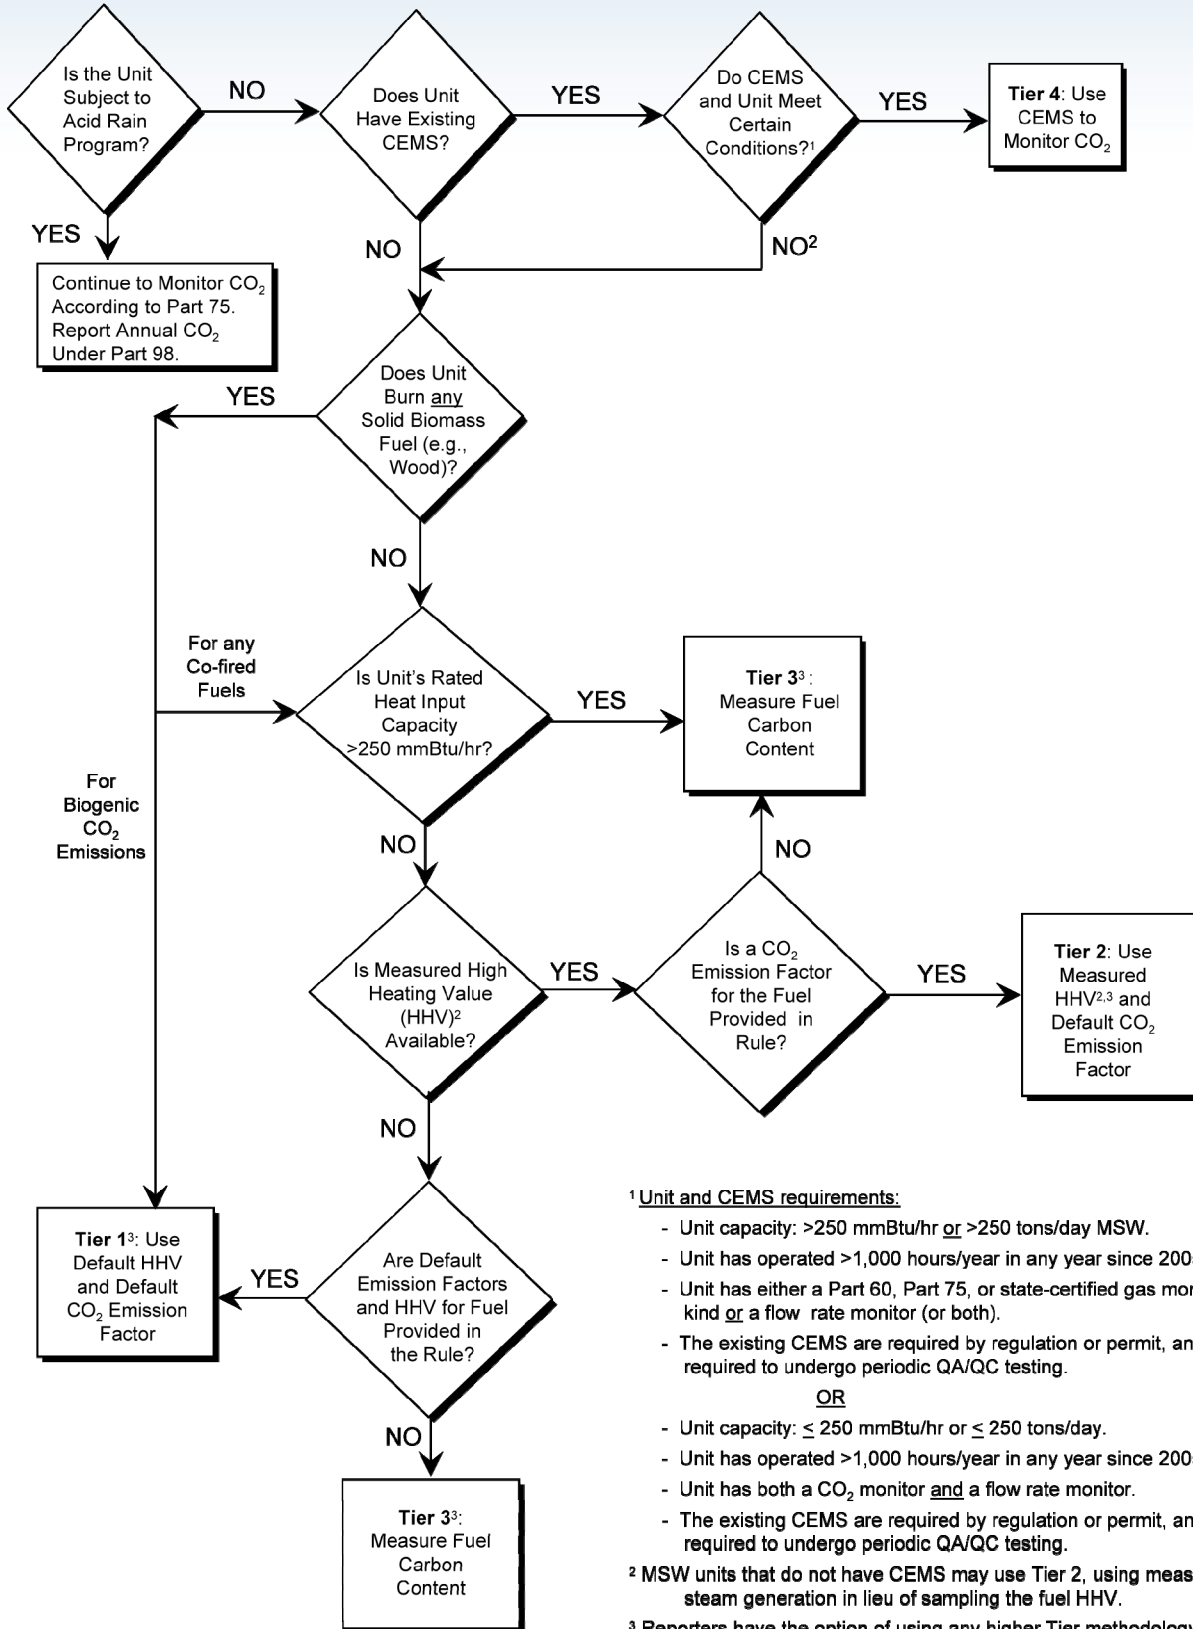 Is the Unit
Subject to
Acid Rain
Program?
NO
Does Unit
Have Existing
CEMS?
YES
Do CEMS
and Unit Meet
Certain
Conditions?¹
YES
Tier 4: Use
CEMS to
Monitor CO₂
YES
NO
NO²
Continue to Monitor CO₂
According to Part 75.
Report Annual CO₂
Under Part 98.
Does Unit
Burn any
Solid Biomass
Fuel (e.g.,
Wood)?
YES
NO
For any
Co-fired
Fuels
Is Unit's Rated
Heat Input
Capacity
>250 mmBtu/hr?
YES
Tier 3³:
Measure Fuel
Carbon
Content
For
Biogenic
CO₂
Emissions
NO
NO
Is Measured High
Heating Value
(HHV)²
Available?
YES
Is a CO₂
Emission Factor
for the Fuel
Provided in
Rule?
YES
Tier 2: Use
Measured
HHV²,³ and
Default CO₂
Emission
Factor
NO
Tier 1³: Use
Default HHV
and Default
CO₂ Emission
Factor
YES
Are Default
Emission Factors
and HHV for Fuel
Provided in
the Rule?
NO
Tier 3³:
Measure Fuel
Carbon
Content
¹ Unit and CEMS requirements:
- Unit capacity: >250 mmBtu/hr or >250 tons/day MSW.
- Unit has operated >1,000 hours/year in any year since
- Unit has either a Part 60, Part 75, or state-certified gas
kind or a flow rate monitor (or both).
- The existing CEMS are required by regulation or permit,
required to undergo periodic QA/QC testing.
OR
- Unit capacity: ≤ 250 mmBtu/hr or ≤ 250 tons/day.
- Unit has operated >1,000 hours/year in any year since
- Unit has both a CO₂ monitor and a flow rate monitor.
- The existing CEMS are required by regulation or permit,
required to undergo periodic QA/QC testing.
² MSW units that do not have CEMS may use Tier 2, using
steam generation in lieu of sampling the fuel HHV.
³ Reporters have the option of using any higher Tier methodology